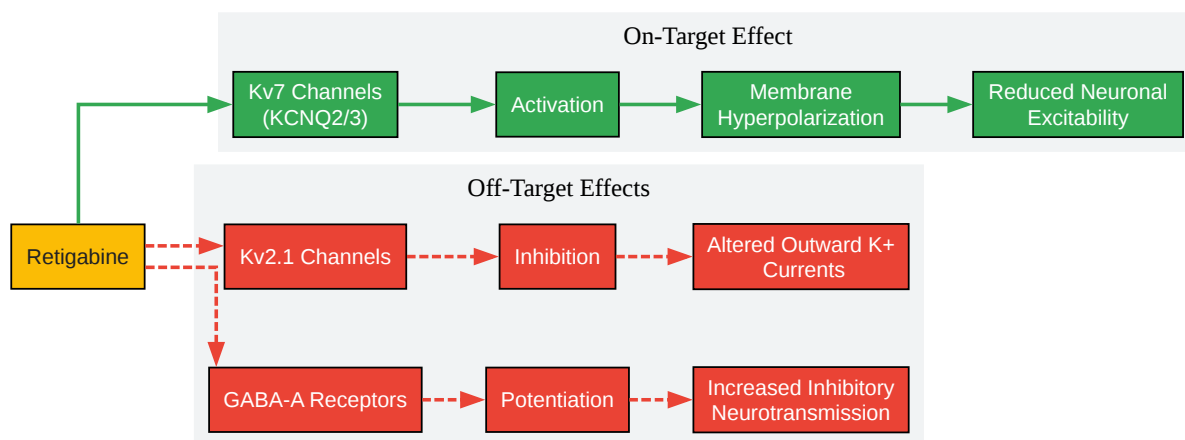 On-Target Effect
Kv7 Channels
(KCNQ2/3)
Activation
Membrane
Hyperpolarization
Reduced Neuronal
Excitability
Off-Target Effects
Retigabine
Kv2.1 Channels
Inhibition
Altered Outward K+
Currents
GABA-A Receptors
Potentiation
Increased Inhibitory
Neurotransmission